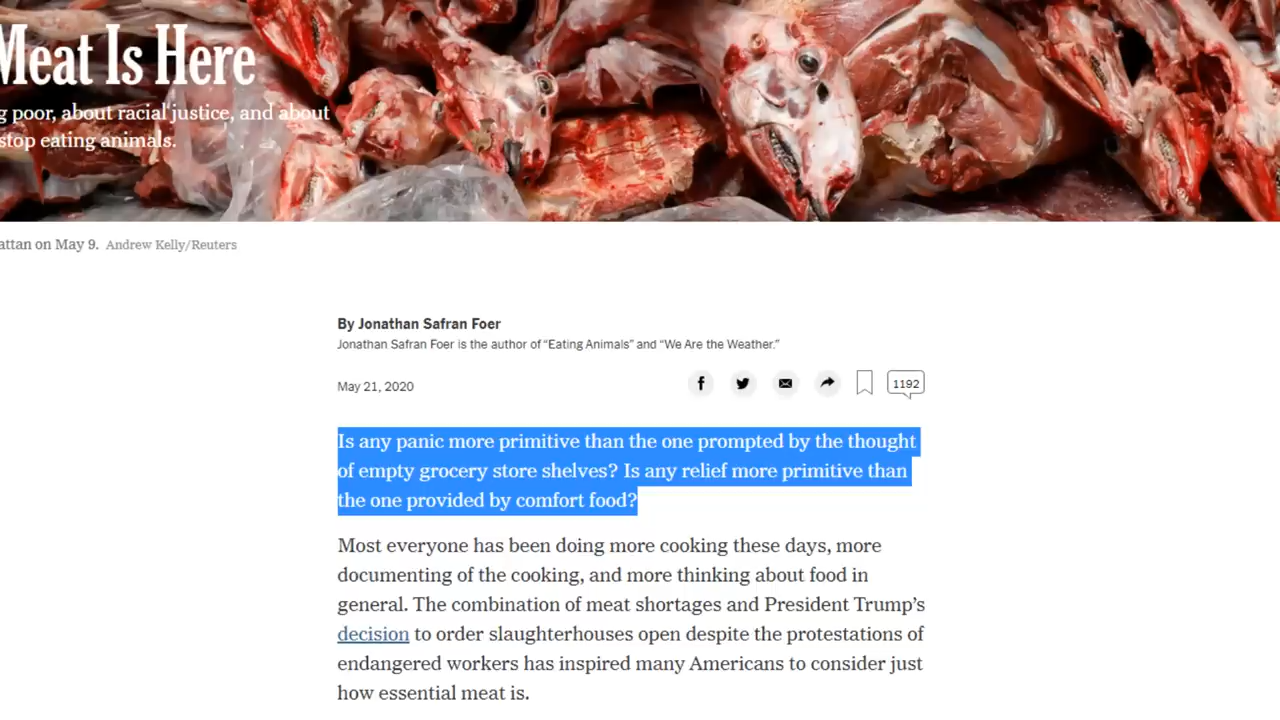 Meat Is Here
g poor, about racial justice, and about
stop eating animals.
attan on May 9. Andrew Kelly/Reuters
By Jonathan Safran Foer
Jonathan Safran Foer is the author of “Eating Animals” and “We Are the Weather.”
May 21, 2020
1192
Is any panic more primitive than the one prompted by the thought
of empty grocery store shelves? Is any relief more primitive than
the one provided by comfort food?
Most everyone has been doing more cooking these days, more
documenting of the cooking, and more thinking about food in
general. The combination of meat shortages and President Trump’s
decision to order slaughterhouses open despite the protestations of
endangered workers has inspired many Americans to consider just
how essential meat is.